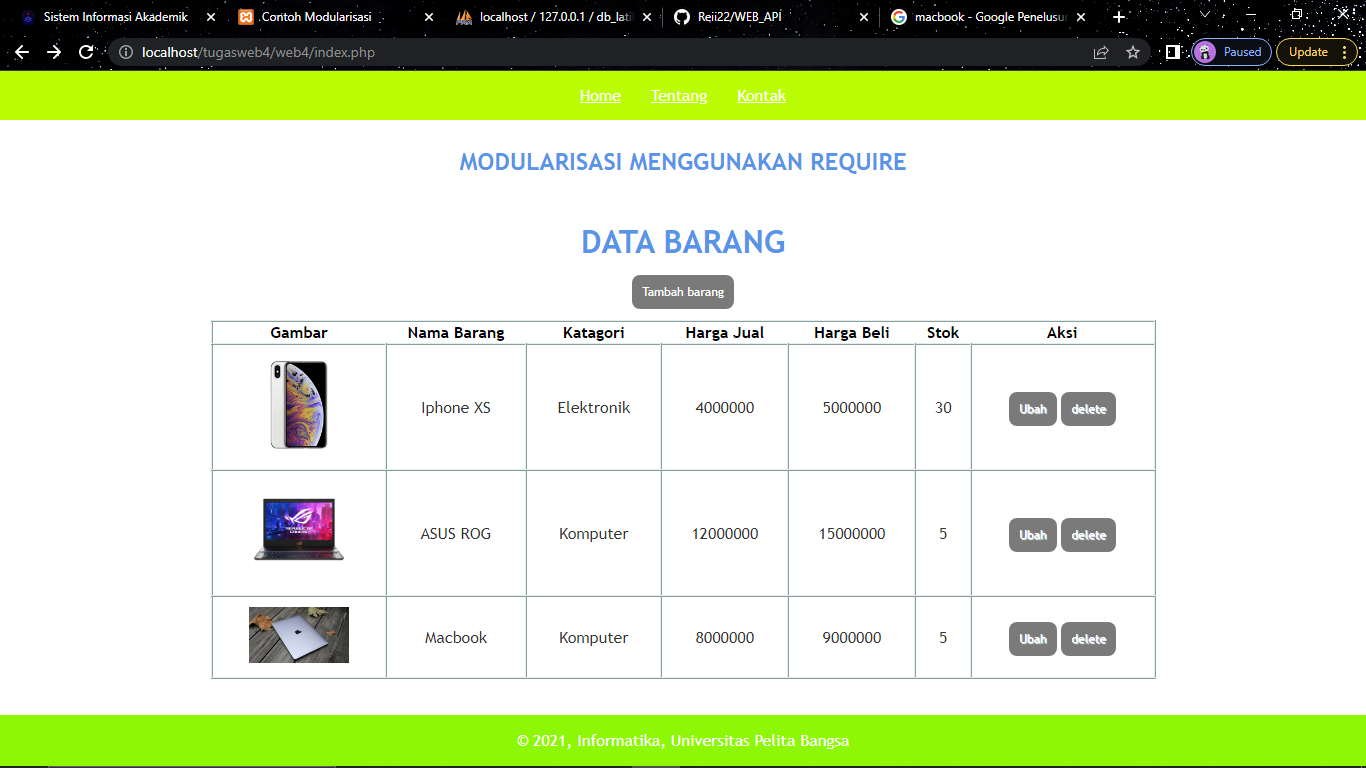 Sistem Informasi Akademik
Contoh Modularisasi
localhost / 127.0.0.1 / db_lati
Reji22/WEB_API
macbook - Google Penelusur
localhost/tugasweb4/web4/index.php
Paused
Update
Home Tentang Kontak
MODULARISASI MENGGUNAKAN REQUIRE
DATA BARANG
Tambah barang
Gambar Nama Barang Katagori Harga Jual Harga Beli Stok Aksi
Iphone XS Elektronik 4000000 5000000 30 Ubah delete
ASUS ROG Komputer 12000000 15000000 5 Ubah delete
Macbook Komputer 8000000 9000000 5 Ubah delete
© 2021, Informatika, Universitas Pelita Bangsa